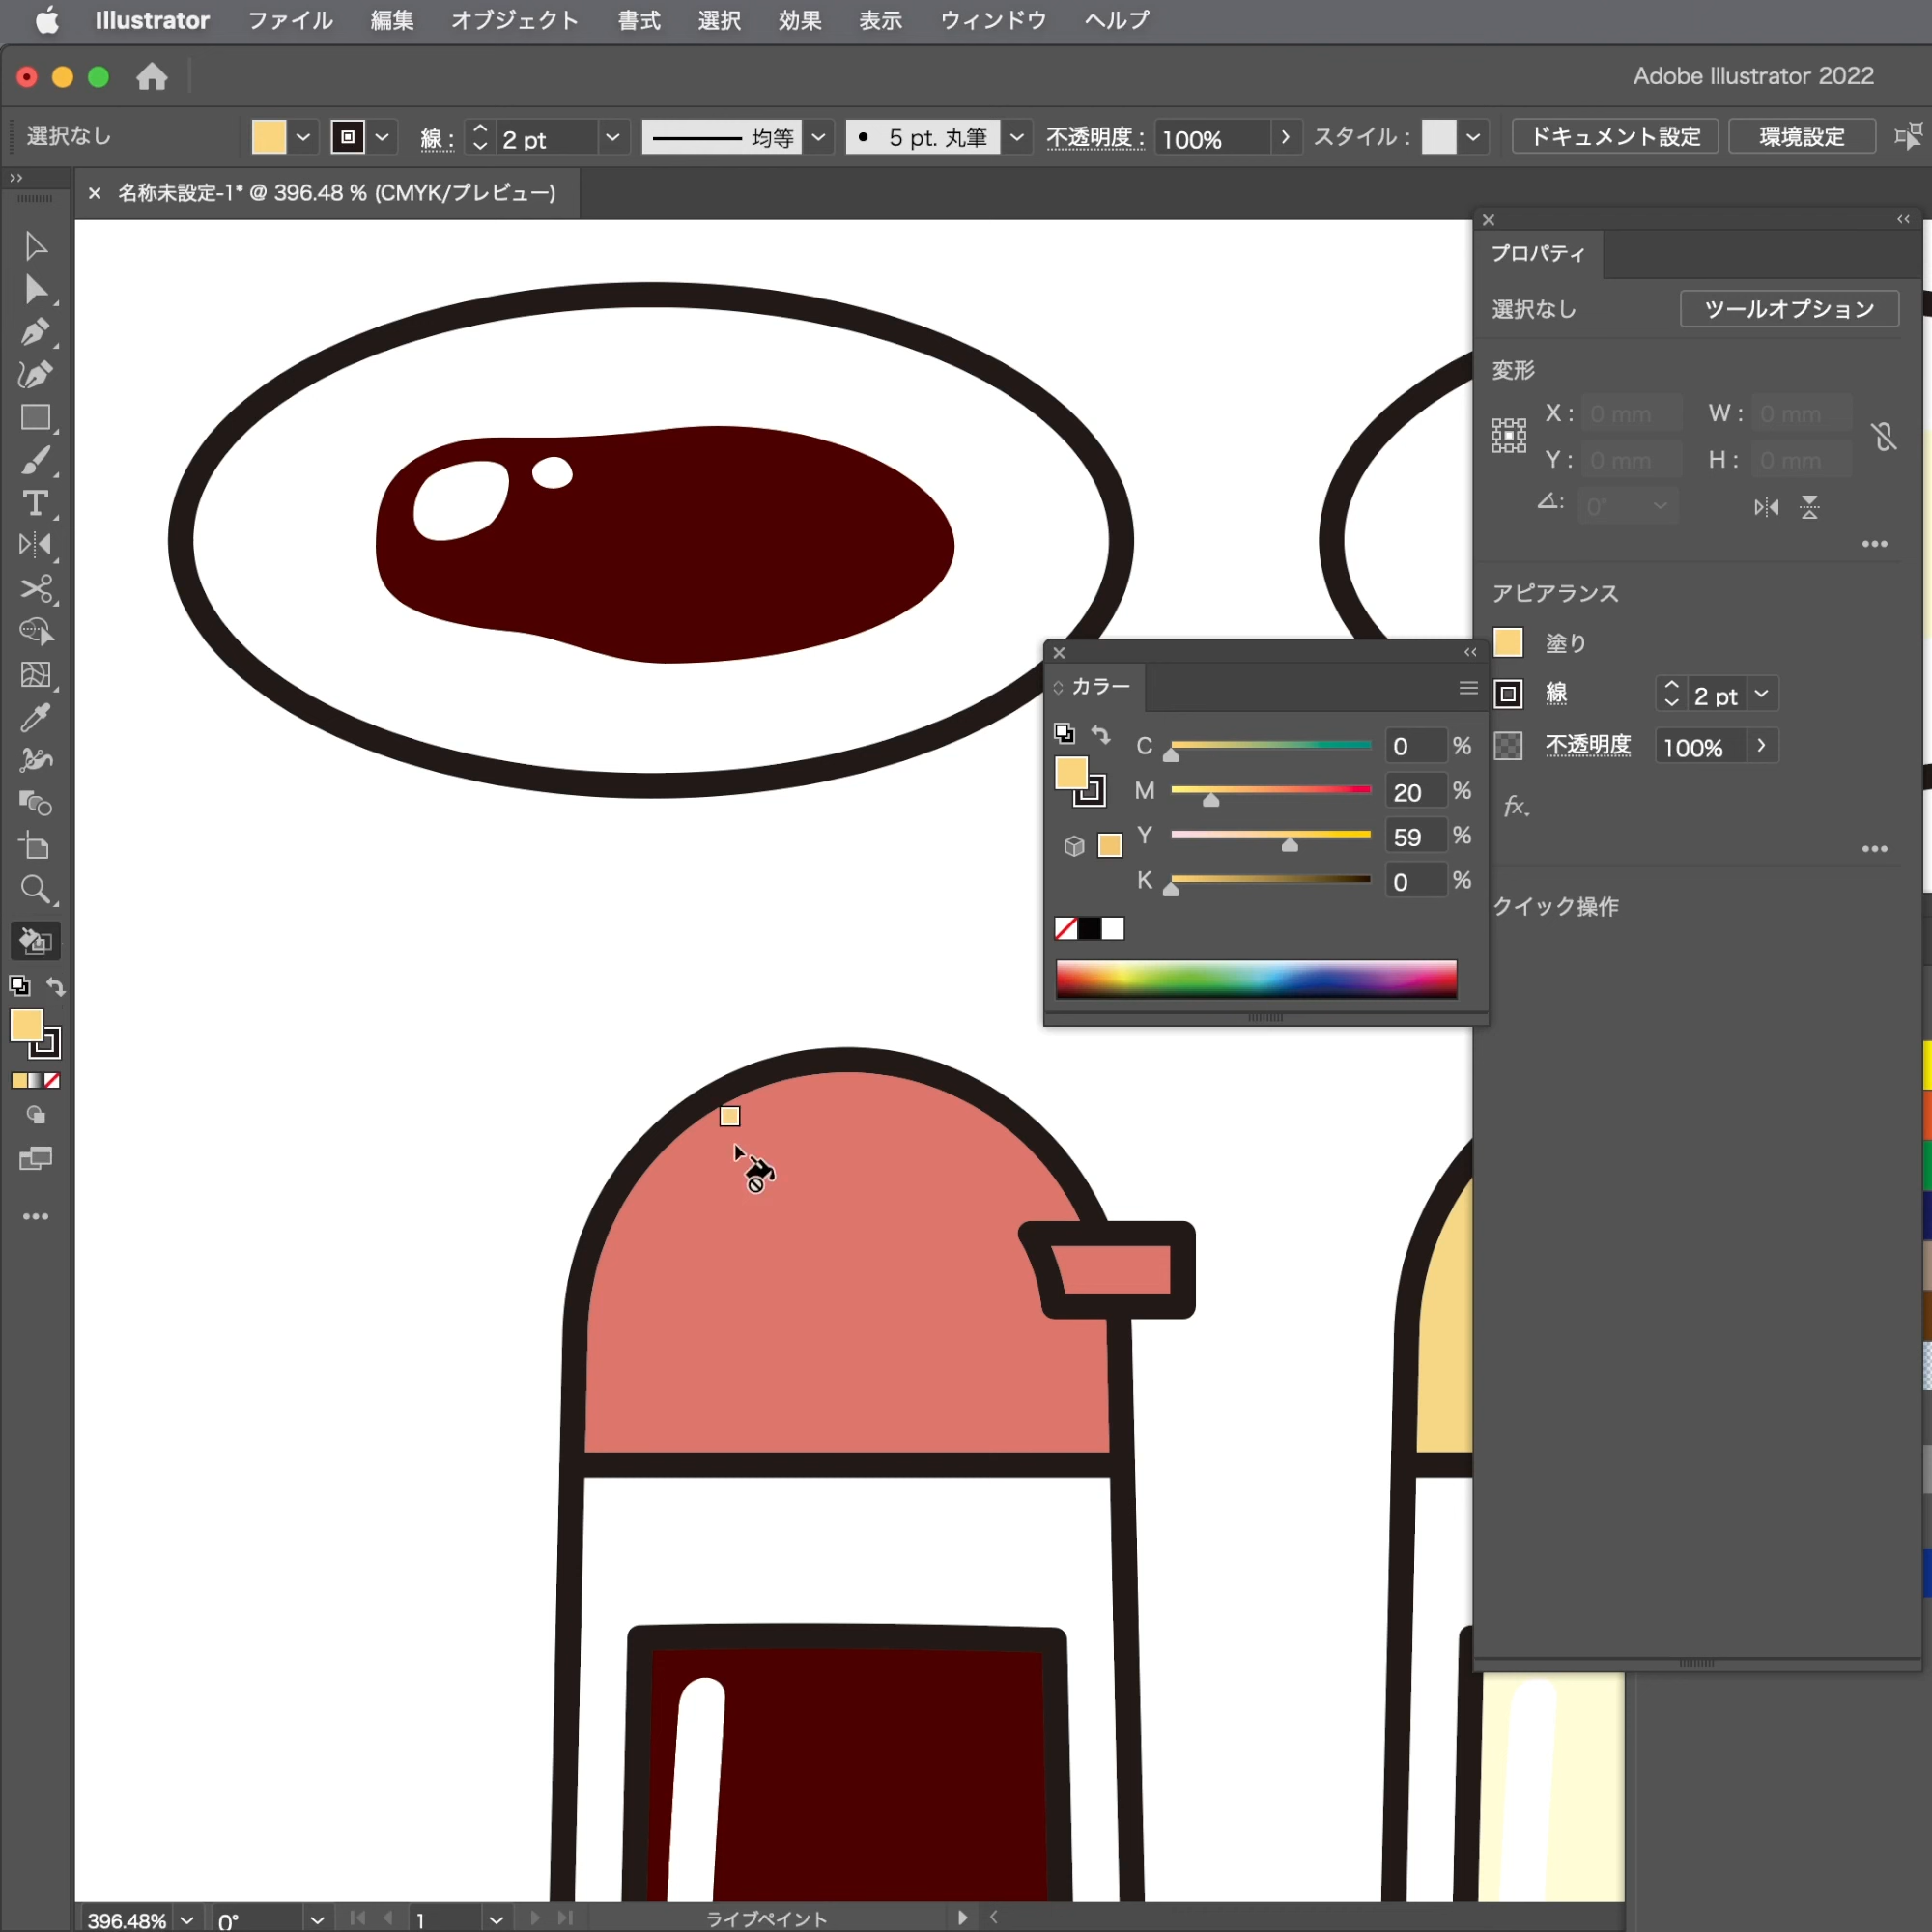 Illustrator ファイル 編集 オブジェクト 書式 選択 効果 表示 ウィンドウ ヘルプ
Adobe Illustrator 2022
選択なし 線 : 2 pt 均等 5 pt. 丸筆 不透明度 : 100% スタイル : ドキュメント設定 環境設定
名称未設定-1* @ 396.48 % (CMYK/プレビュー)
プロパティ
選択なし ツールオプション
変形
X : 0 mm W : 0 mm
Y : 0 mm H : 0 mm
0°
アピアランス
塗り
線 2 pt
不透明度 100%
fx.
クイック操作
カラー
C 0 %
M 20 %
Y 59 %
K 0 %
396.48% 0° 1 ライブペイント